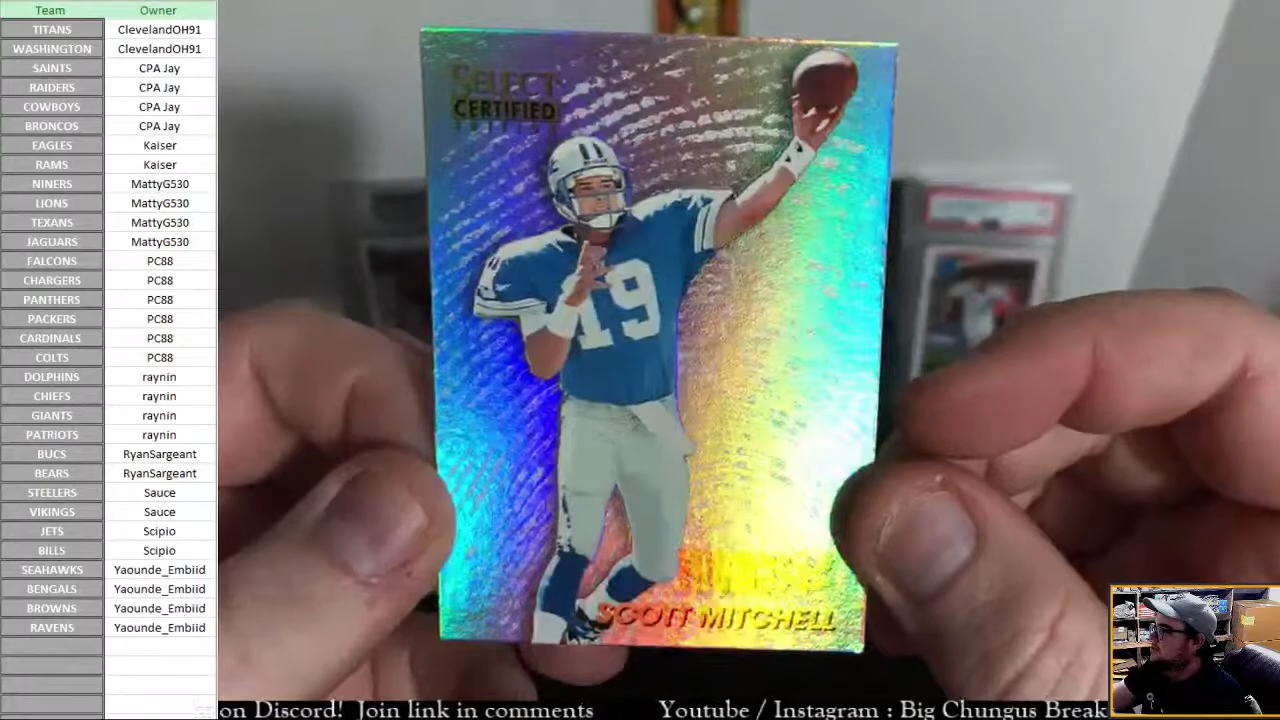 Team Owner
TITANS ClevelandOH91
WASHINGTON ClevelandOH91
SAINTS CPA Jay
RAIDERS CPA Jay
COWBOYS CPA Jay
BRONCOS CPA Jay
EAGLES Kaiser
RAMS Kaiser
NINERS MattyG530
LIONS MattyG530
TEXANS MattyG530
JAGUARS MattyG530
FALCONS PC88
CHARGERS PC88
PANTHERS PC88
PACKERS PC88
CARDINALS PC88
COLTS PC88
DOLPHINS raynin
CHIEFS raynin
GIANTS raynin
PATRIOTS raynin
BUCS RyanSargeant
BEARS RyanSargeant
STEELERS Sauce
VIKINGS Sauce
JETS Scipio
BILLS Scipio
SEAHAWKS Yaounde_Embiid
BENGALS Yaounde_Embiid
BROWNS Yaounde_Embiid
RAVENS Yaounde_Embiid
SELECT
CERTIFIED
19
SCOTT MITCHELL
on Discord! Join link in comments Youtube / Instagram : Big Chungus Break